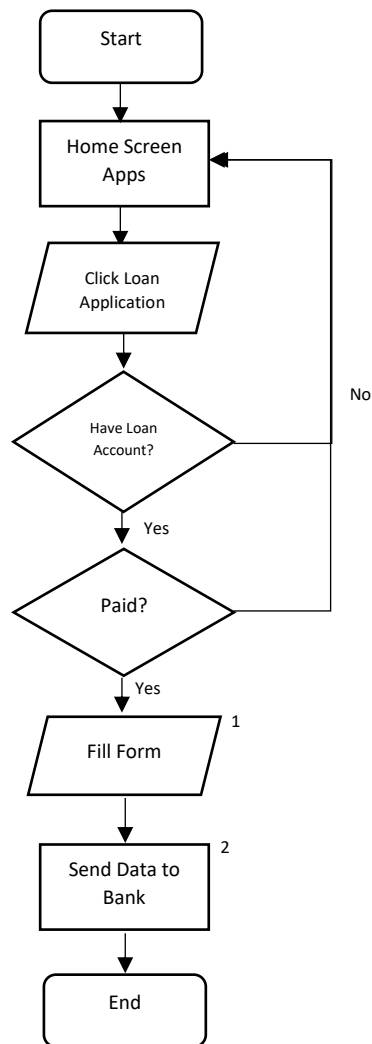 Start
Home Screen
Apps
Click Loan
Application
No
Have Loan
Account?
Yes
Paid?
Yes
1
Fill Form
2
Send Data to
Bank
End